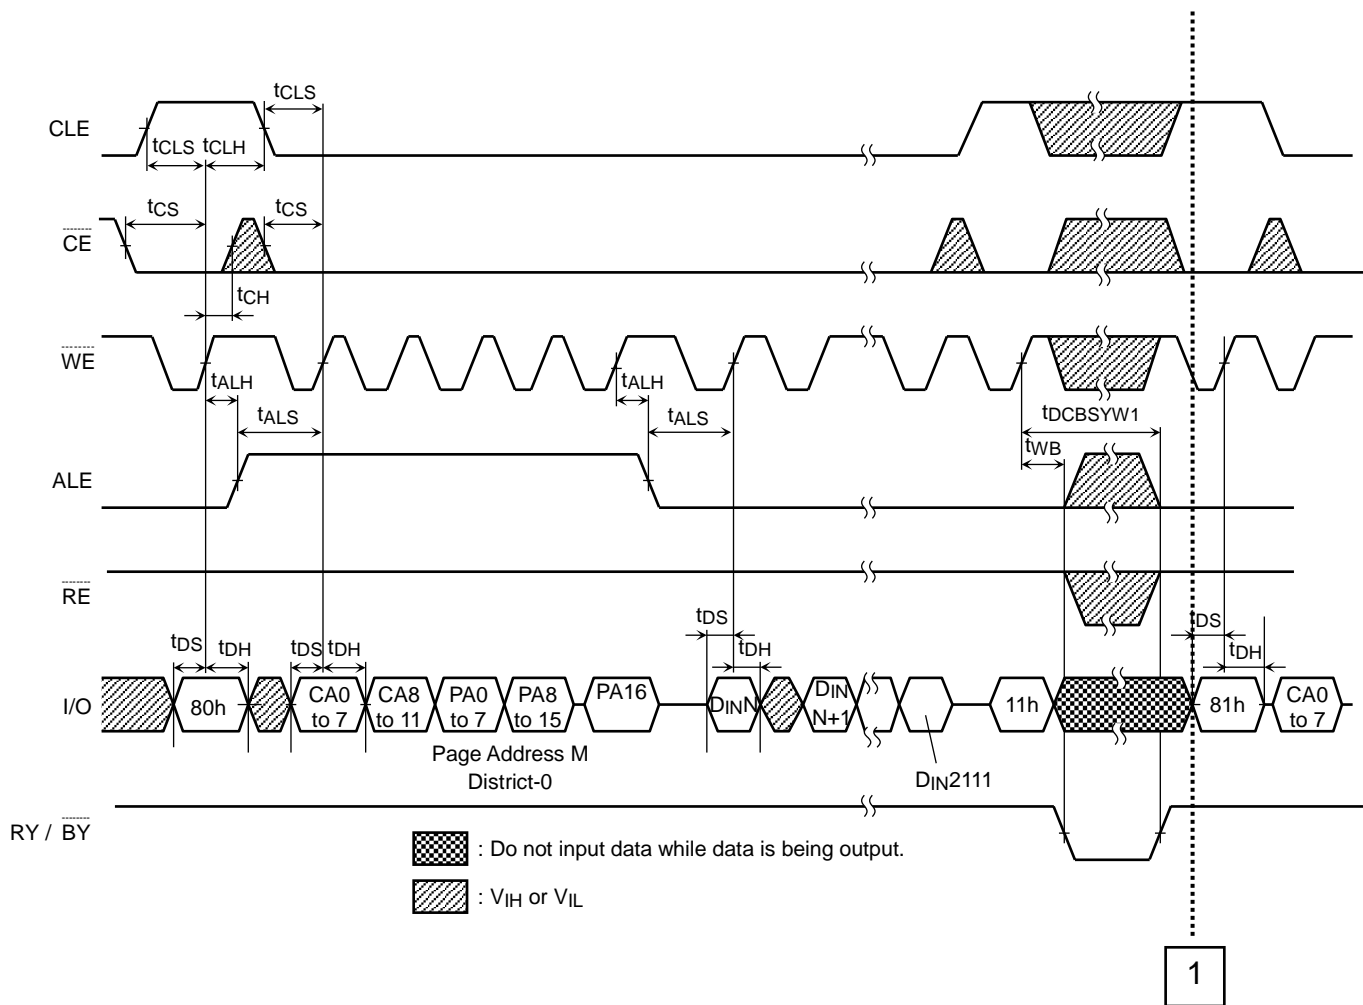 tCLS
CLE
tCLS tCLH
tCS tCS
CE
tCH
WE
tALH tALH
tALS tALS
tDCBSYW1
tWB
ALE
RE
tDS tDH tDS tDH tDS tDH tDS tDH
I/O
80h
CA0 to 7
CA8 to 11
PA0 to 7
PA8 to 15
PA16
DINN
DIN N+1
11h
81h
CA0 to 7
Page Address M
District-0
DIN2111
RY / BY
: Do not input data while data is being output.
: VIH or VIL
1